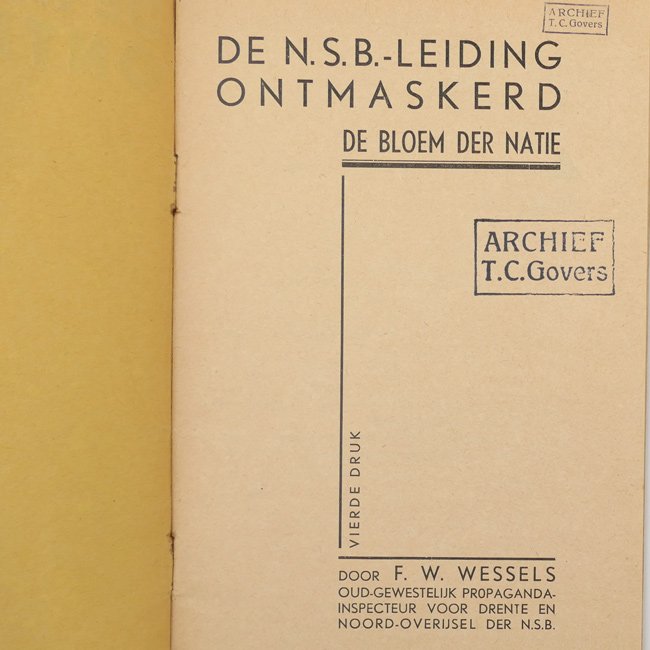 ARCHIEF
T.C.Govers
DE N.S.B.-LEIDING
ONTMASKERD
DE BLOEM DER NATIE
ARCHIEF
T.C.Govers
VIERDE DRUK
DOOR F. W. WESSELS
OUD-GEWESTELIJK PROPAGANDA-
INSPECTEUR VOOR DRENTE EN
NOORD-OVERIJSEL DER N.S.B.